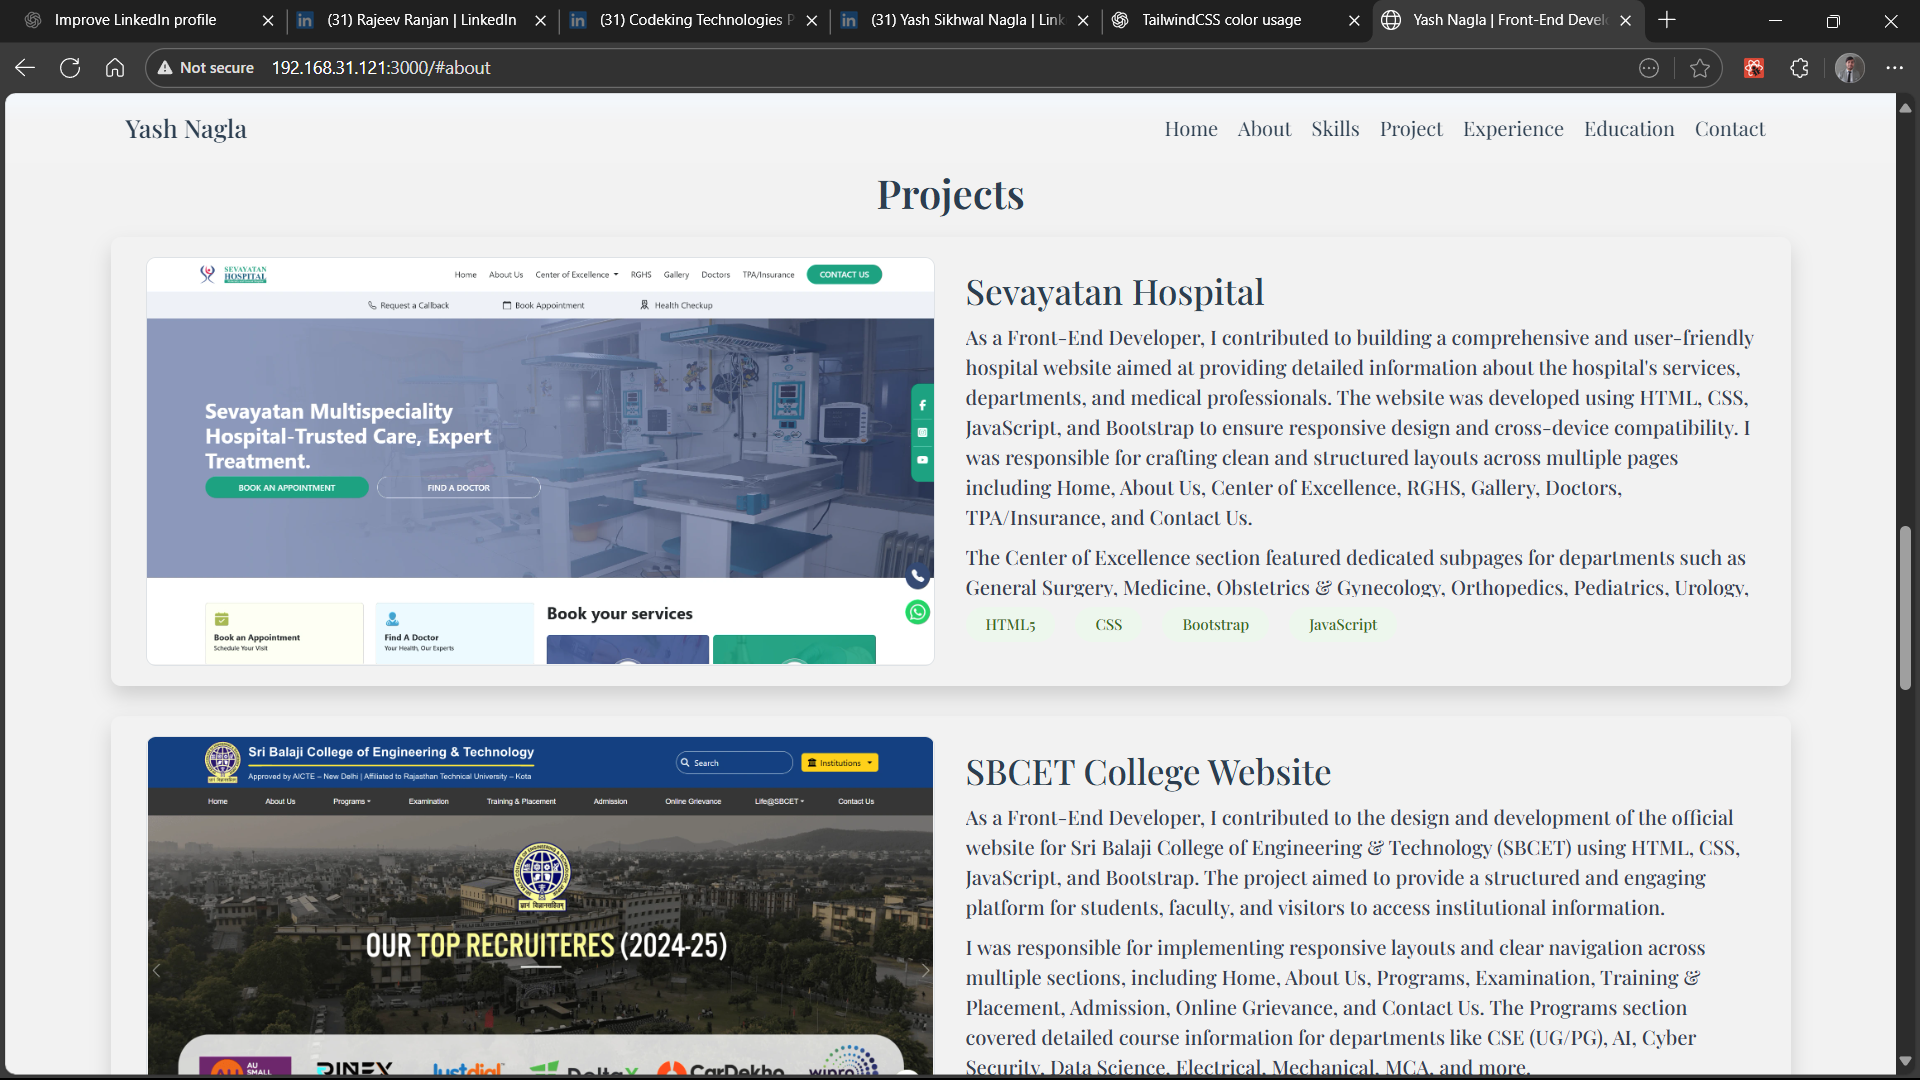 Improve LinkedIn profile
(31) Rajeev Ranjan | LinkedIn
(31) Codeking Technologies P
(31) Yash Sikhwal Nagla | Link
TailwindCSS color usage
Yash Nagla | Front-End Develo
Not secure
192.168.31.121:3000/#about
Yash Nagla
Home About Skills Project Experience Education Contact
Projects
SEVAYATAN
HOSPITAL
Home About Us Center of Excellence RGHS Gallery Doctors TPA/Insurance CONTACT US
Request a Callback Book Appointment Health Checkup
Sevayatan Multispeciality
Hospital-Trusted Care, Expert
Treatment.
BOOK AN APPOINTMENT
FIND A DOCTOR
Book an Appointment
Schedule Your Visit
Find A Doctor
Your Health, Our Experts
Book your services
Sevayatan Hospital
As a Front-End Developer, I contributed to building a comprehensive and user-friendly
hospital website aimed at providing detailed information about the hospital's services,
departments, and medical professionals. The website was developed using HTML, CSS,
JavaScript, and Bootstrap to ensure responsive design and cross-device compatibility. I
was responsible for crafting clean and structured layouts across multiple pages
including Home, About Us, Center of Excellence, RGHS, Gallery, Doctors,
TPA/Insurance, and Contact Us.
The Center of Excellence section featured dedicated subpages for departments such as
General Surgery, Medicine, Obstetrics & Gynecology, Orthopedics, Pediatrics, Urology,
HTML5 CSS Bootstrap JavaScript
Sri Balaji College of Engineering & Technology
Approved by AICTE – New Delhi | Affiliated to Rajasthan Technical University – Kota
Search
Institutions
Home About Us Programs Examination Training & Placement Admission Online Grievance Life@SBCET Contact Us
OUR TOP RECRUITERES (2024-25)
AU
SMALL
RINEX
Justdial
DeltaX
CarDekho
wipro
SBCET College Website
As a Front-End Developer, I contributed to the design and development of the official
website for Sri Balaji College of Engineering & Technology (SBCET) using HTML, CSS,
JavaScript, and Bootstrap. The project aimed to provide a structured and engaging
platform for students, faculty, and visitors to access institutional information.
I was responsible for implementing responsive layouts and clear navigation across
multiple sections, including Home, About Us, Programs, Examination, Training &
Placement, Admission, Online Grievance, and Contact Us. The Programs section
covered detailed course information for departments like CSE (UG/PG), AI, Cyber
Security, Data Science, Electrical, Mechanical, MCA, and more.